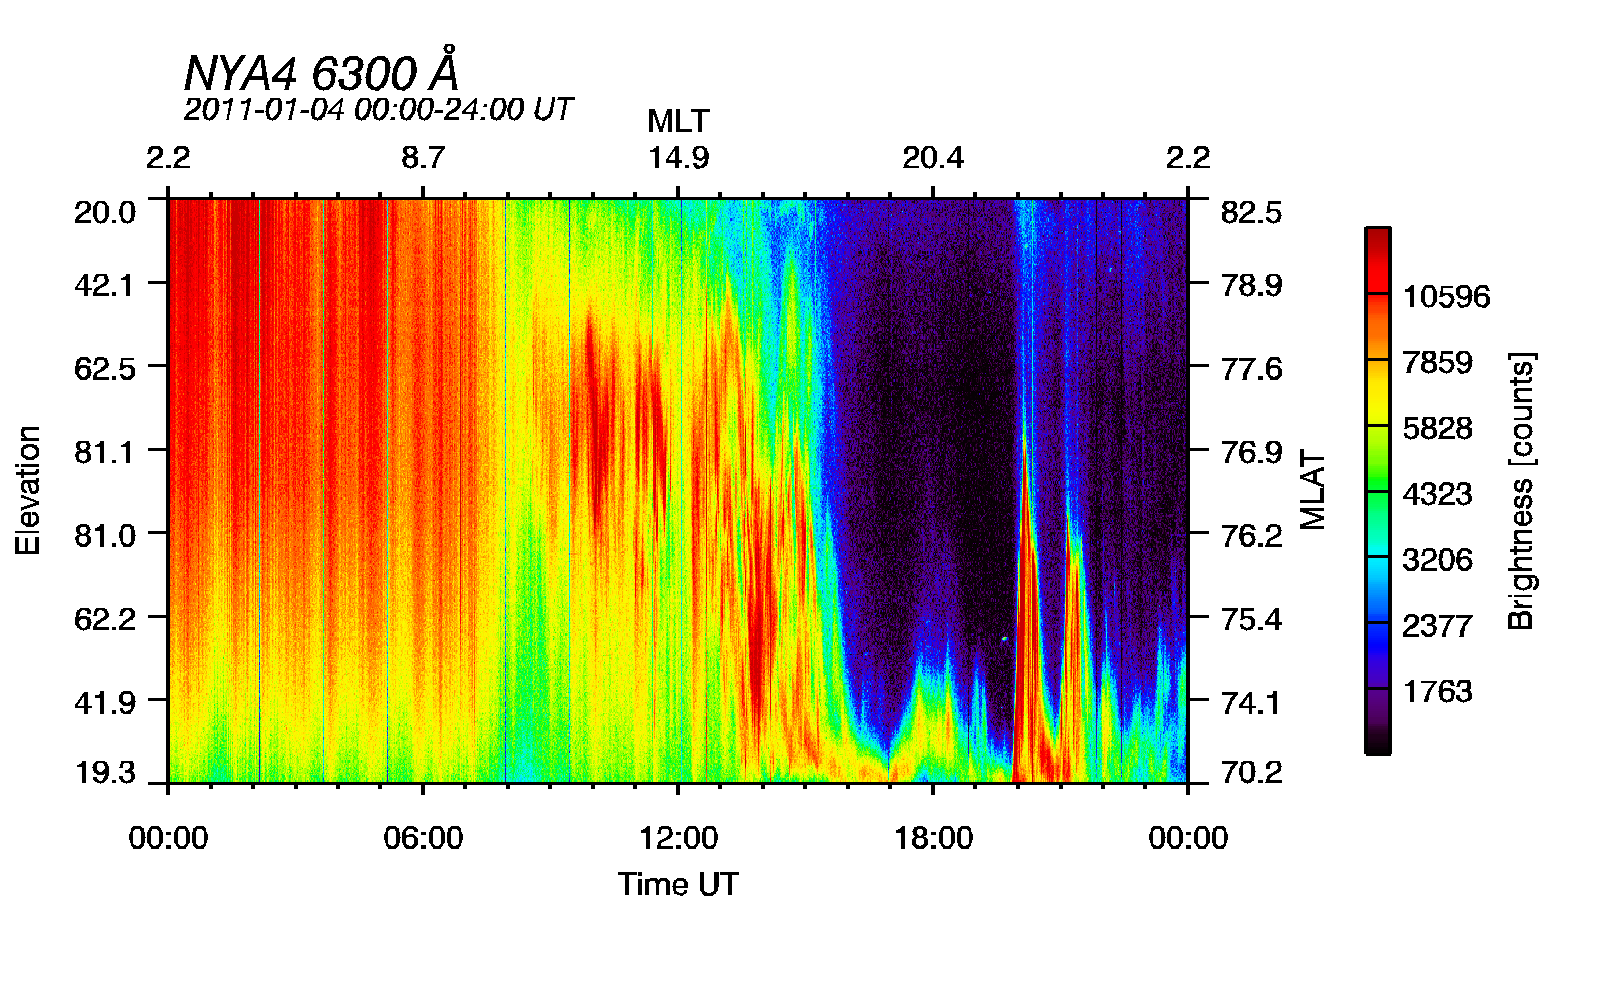 NYA4 6300 Å
2011-01-04 00:00-24:00 UT
MLT
2.2 8.7 14.9 20.4 2.2
20.0
42.1
62.5
81.1
81.0
62.2
41.9
19.3
Elevation
82.5
78.9
77.6
76.9
76.2
75.4
74.1
70.2
MLAT
00:00 06:00 12:00 18:00 00:00
Time UT
10596
7859
5828
4323
3206
2377
1763
Brightness [counts]